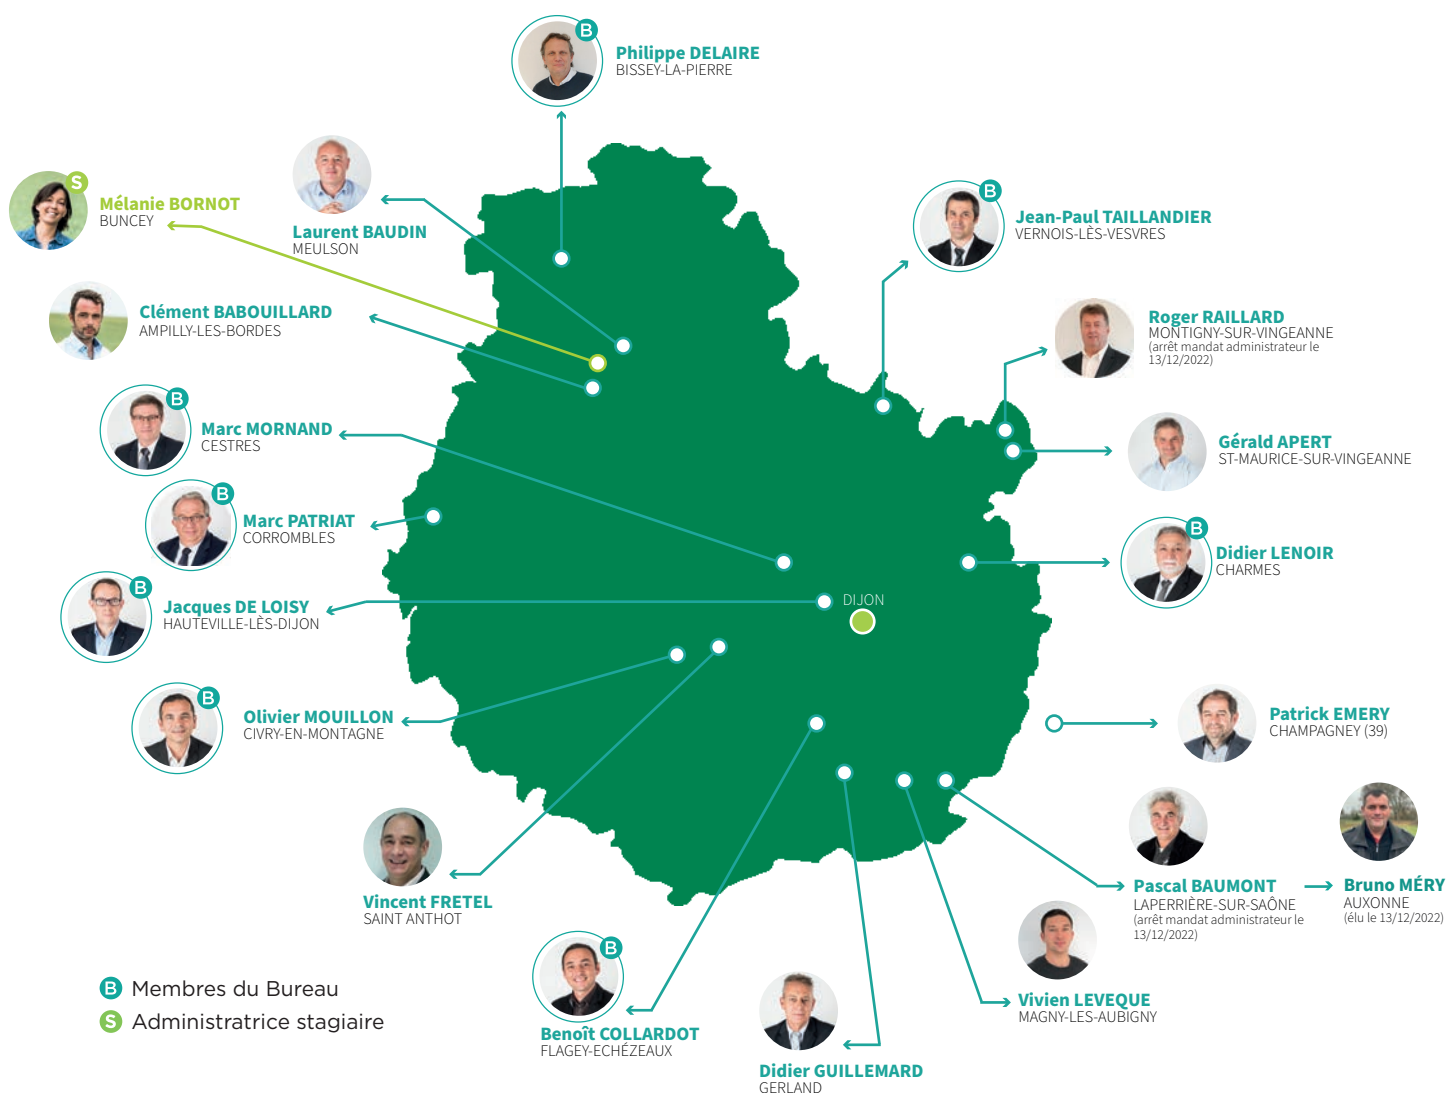 B
Philippe DELAIRE
BISSEY-LA-PIERRE
S
Mélanie BORNOT
BUNCEY
Laurent BAUDIN
MEULSON
B
Jean-Paul TAILLANDIER
VERNOIS-LÈS-VESVRES
Clément BABOUILLARD
AMPILLY-LES-BORDES
Roger RAILLARD
MONTIGNY-SUR-VINGEANNE
(arrêt mandat administrateur le
13/12/2022)
B
Marc MORNAND
CESTRES
Gérald APERT
ST-MAURICE-SUR-VINGEANNE
B
Marc PATRIAT
CORROMBLES
B
Didier LENOIR
CHARMES
B
Jacques DE LOISY
HAUTEVILLE-LÈS-DIJON
DIJON
B
Olivier MOUILLON
CIVRY-EN-MONTAGNE
Patrick EMERY
CHAMPAGNEY (39)
Vincent FRETEL
SAINT ANTHOT
Pascal BAUMONT
LAPERRIÈRE-SUR-SAÔNE
(arrêt mandat administrateur le
13/12/2022)
Bruno MÉRY
AUXONNE
(élu le 13/12/2022)
B
Benoît COLLARDOT
FLAGEY-ECHÉZEAUX
Vivien LEVEQUE
MAGNY-LES-AUBIGNY
Didier GUILLEMARD
GERLAND
B Membres du Bureau
S Administratrice stagiaire